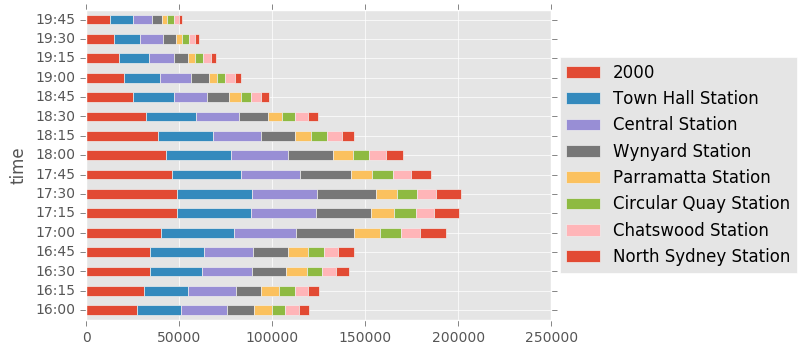 19:45
19:30
19:15
19:00
18:45
18:30
18:15
18:00
17:45
17:30
17:15
17:00
16:45
16:30
16:15
16:00
time
0 50000 100000 150000 200000 250000
2000
Town Hall Station
Central Station
Wynyard Station
Parramatta Station
Circular Quay Station
Chatswood Station
North Sydney Station